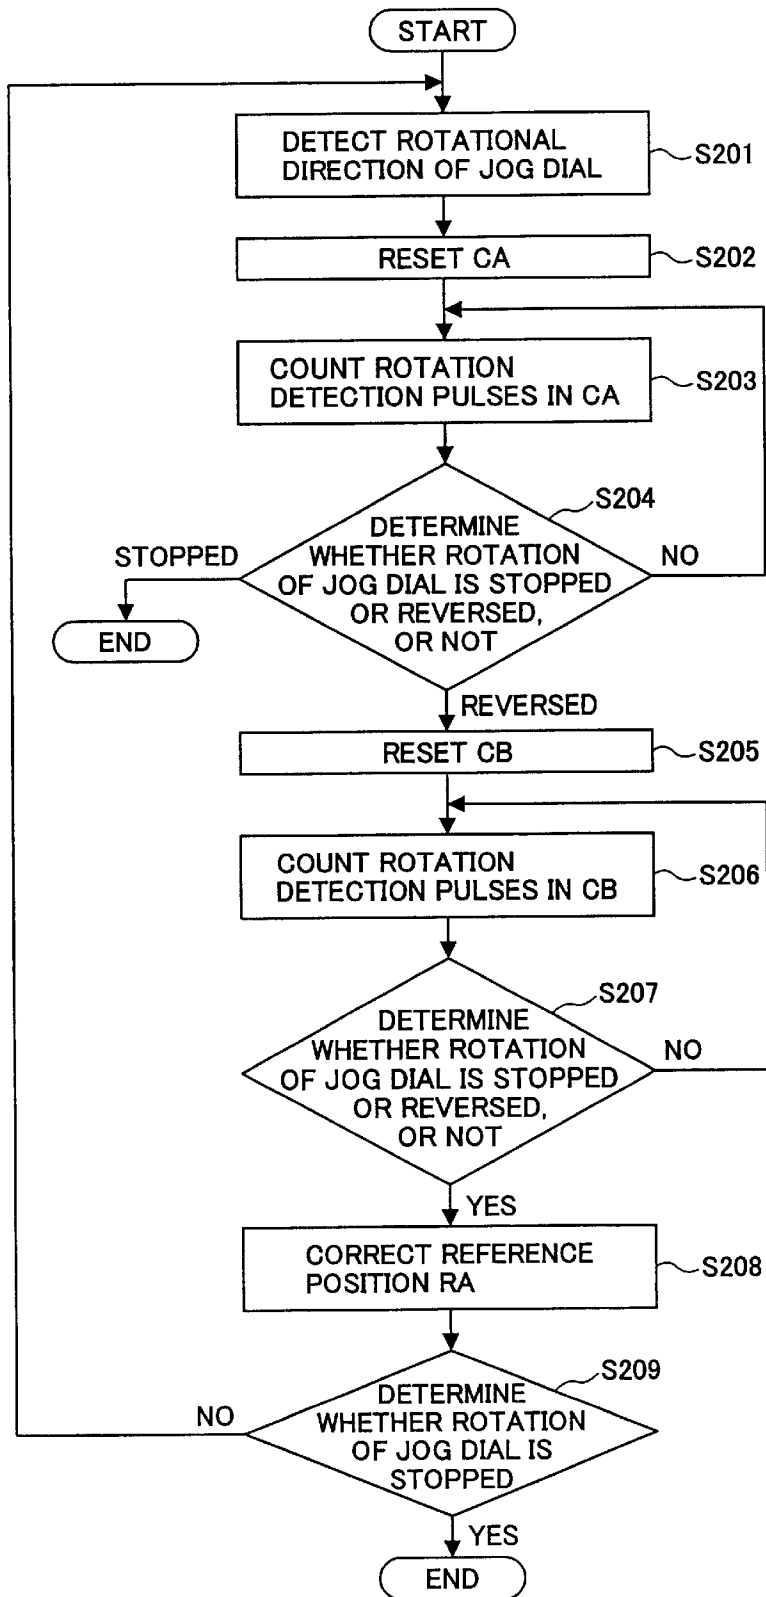 START
DETECT ROTATIONAL
DIRECTION OF JOG DIAL
S201
RESET CA
S202
COUNT ROTATION
DETECTION PULSES IN CA
S203
S204
DETERMINE
WHETHER ROTATION
OF JOG DIAL IS STOPPED
OR REVERSED,
OR NOT
STOPPED
NO
END
REVERSED
RESET CB
S205
COUNT ROTATION
DETECTION PULSES IN CB
S206
S207
DETERMINE
WHETHER ROTATION
OF JOG DIAL IS STOPPED
OR REVERSED,
OR NOT
NO
YES
CORRECT REFERENCE
POSITION RA
S208
S209
DETERMINE
WHETHER ROTATION
OF JOG DIAL IS
STOPPED
NO
YES
END